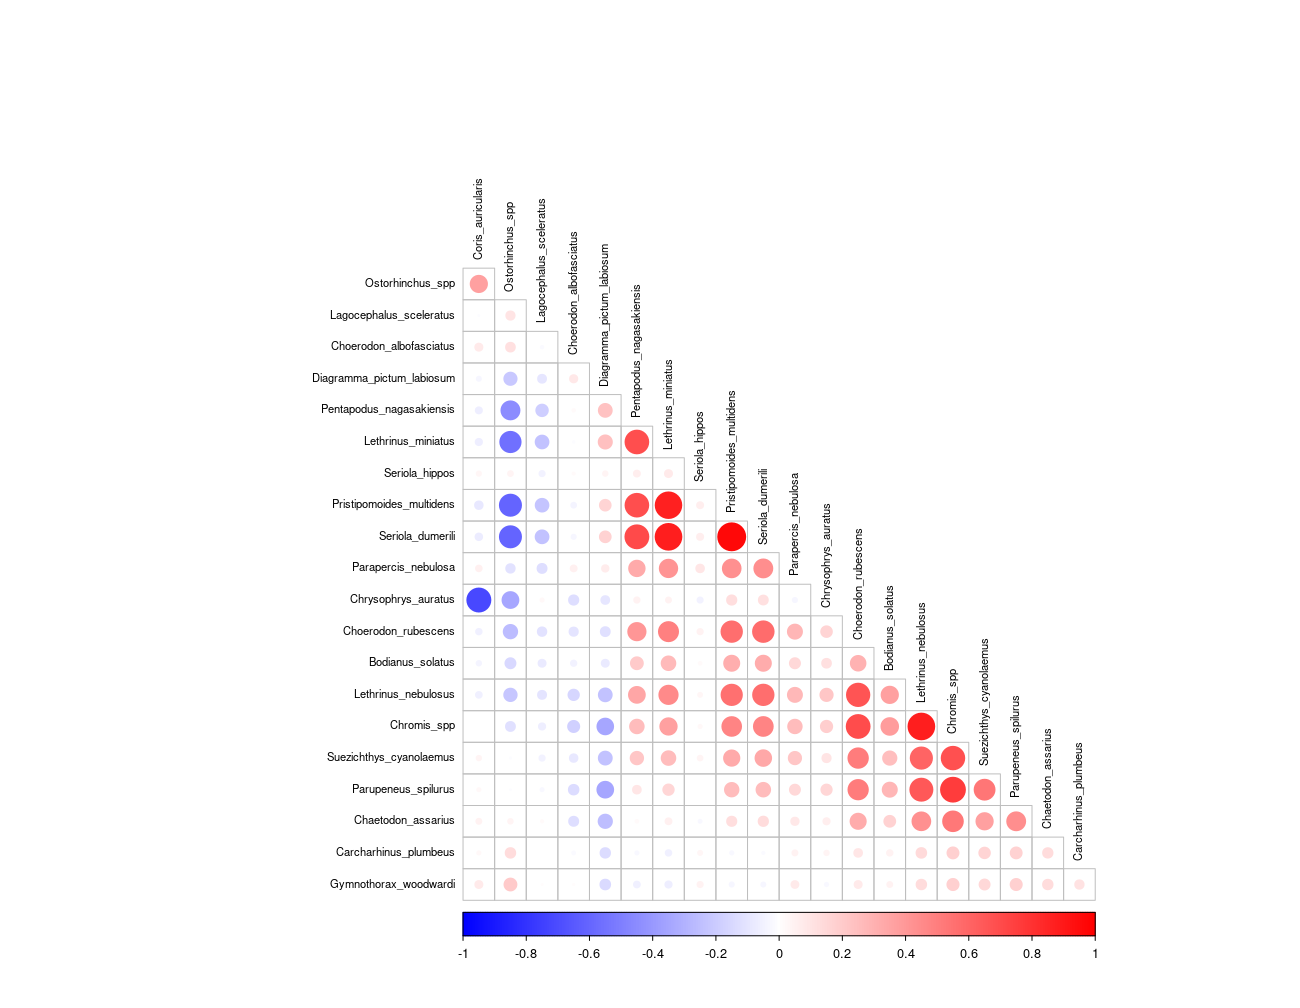 Coris_auricularis
Ostorhinchus_spp
Lagocephalus_sceleratus
Choerodon_albofasciatus
Diagramma_pictum_labiosum
Pentapodus_nagasakiensis
Lethrinus_miniatus
Seriola_hippos
Pristipomoides_multidens
Seriola_dumerili
Parapercis_nebulosa
Chrysophrys_auratus
Choerodon_rubescens
Bodianus_solatus
Lethrinus_nebulosus
Chromis_spp
Suezichthys_cyanolaemus
Parupeneus_spilurus
Chaetodon_assarius
Carcharhinus_plumbeus
Ostorhinchus_spp
Lagocephalus_sceleratus
Choerodon_albofasciatus
Diagramma_pictum_labiosum
Pentapodus_nagasakiensis
Lethrinus_miniatus
Seriola_hippos
Pristipomoides_multidens
Seriola_dumerili
Parapercis_nebulosa
Chrysophrys_auratus
Choerodon_rubescens
Bodianus_solatus
Lethrinus_nebulosus
Chromis_spp
Suezichthys_cyanolaemus
Parupeneus_spilurus
Chaetodon_assarius
Carcharhinus_plumbeus
Gymnothorax_woodwardi
-1 -0.8 -0.6 -0.4 -0.2 0 0.2 0.4 0.6 0.8 1